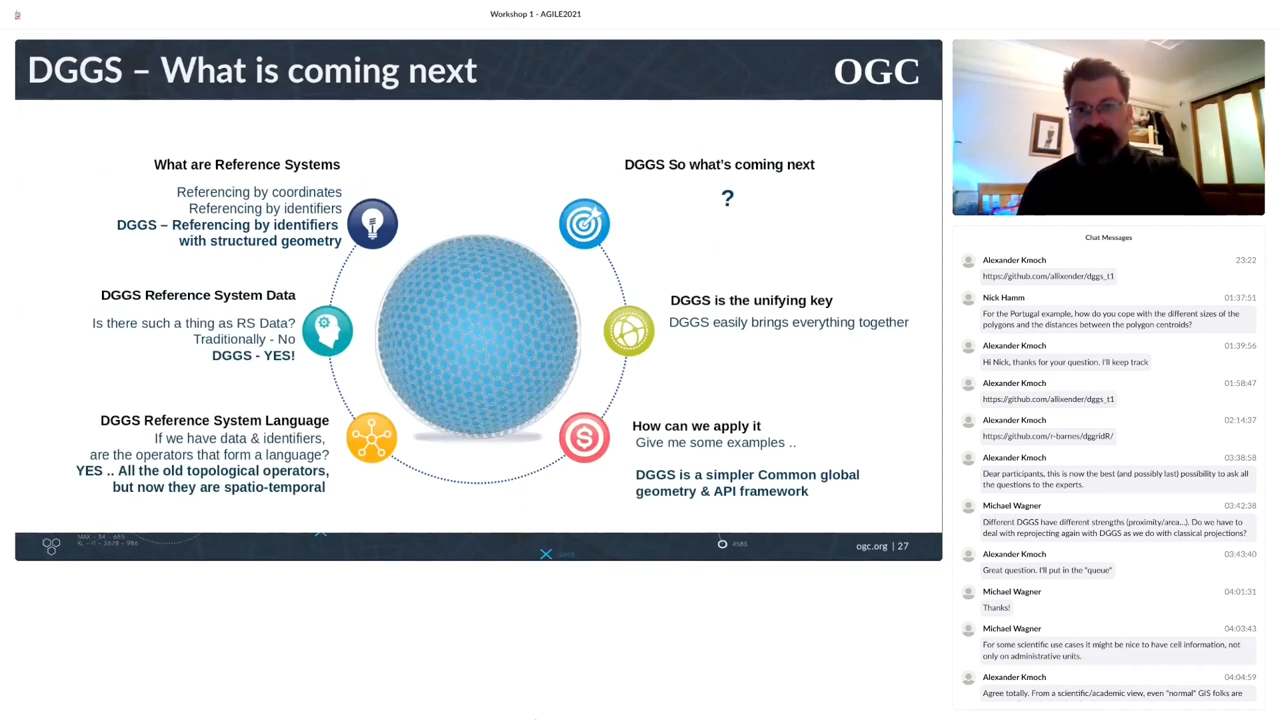 Workshop 1 - AGILE2021
DGGS – What is coming next
OGC
What are Reference Systems
Referencing by coordinates
Referencing by identifiers
DGGS – Referencing by identifiers
with structured geometry
DGGS Reference System Data
Is there such a thing as RS Data?
Traditionally - No
DGGS - YES!
DGGS Reference System Language
If we have data & identifiers,
are the operators that form a language?
YES .. All the old topological operators,
but now they are spatio-temporal
DGGS So what's coming next
?
DGGS is the unifying key
DGGS easily brings everything together
How can we apply it
Give me some examples ..
DGGS is a simpler Common global
geometry & API framework
4585
ogc.org | 27
Chat Messages
Alexander Kmoch 23:22
https://github.com/allixender/dggs_t1
Nick Hamm 01:37:51
For the Portugal example, how do you cope with the different sizes of the
polygons and the distances between the polygon centroids?
Alexander Kmoch 01:39:56
Hi Nick, thanks for your question. I'll keep track
Alexander Kmoch 01:58:47
https://github.com/allixender/dggs_t1
Alexander Kmoch 02:14:37
https://github.com/r-barnes/dggridR/
Alexander Kmoch 03:38:58
Dear participants, this is now the best (and possibly last) possibility to ask all
the questions to the experts.
Michael Wagner 03:42:38
Different DGGS have different strengths (proximity/area...). Do we have to
deal with reprojecting again with DGGS as we do with classical projections?
Alexander Kmoch 03:43:40
Great question. I'll put in the "queue"
Michael Wagner 04:01:31
Thanks!
Michael Wagner 04:03:43
For some scientific use cases it might be nice to have cell information, not
only on administrative units.
Alexander Kmoch 04:04:59
Agree totally. From a scientific/academic view, even "normal" GIS folks are